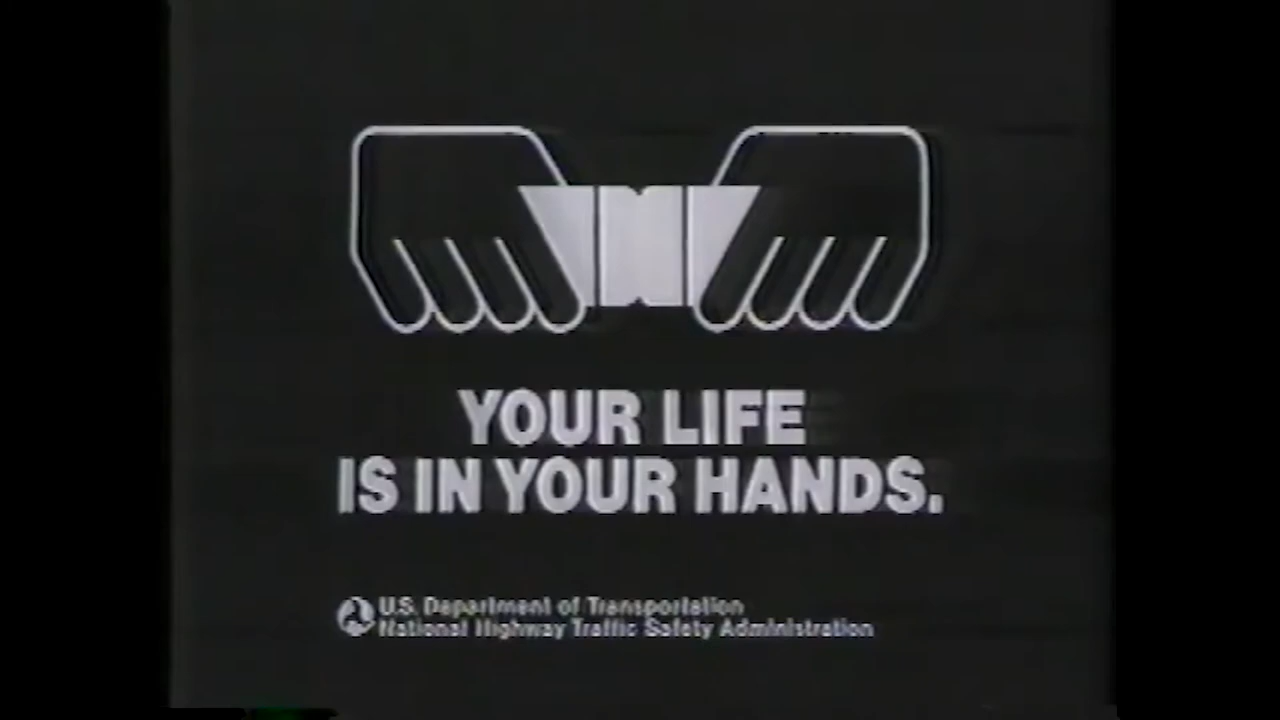 YOUR LIFE
IS IN YOUR HANDS.
U.S. Department of Transportation
National Highway Traffic Safety Administration